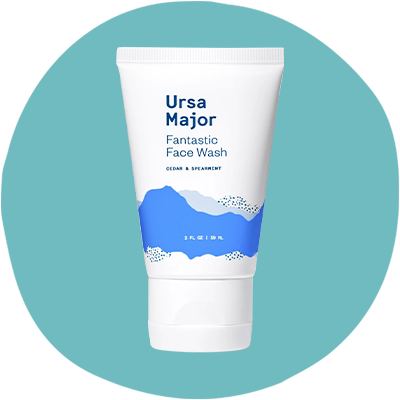 Ursa
Major
Fantastic
Face Wash
CEDAR & SPEARMINT
2 FL OZ | 59 ML